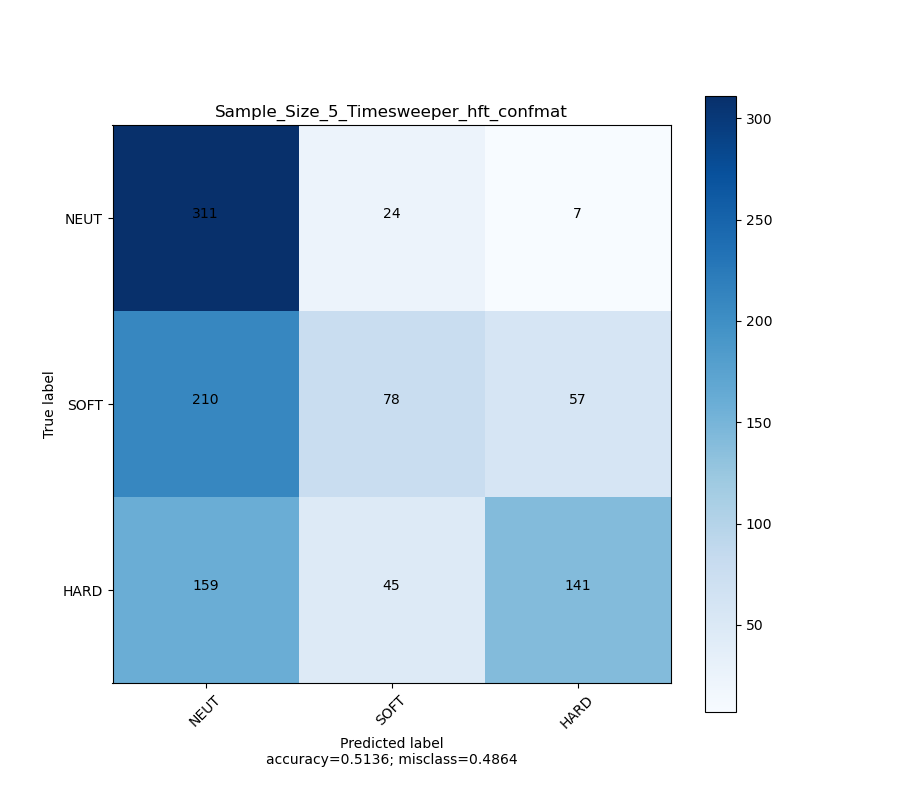 Sample_Size_5_Timesweeper_hft_confmat
NEUT 311 24 7
SOFT 210 78 57
HARD 159 45 141
NEUT SOFT HARD
True label
Predicted label
accuracy=0.5136; misclass=0.4864
300
250
200
150
100
50